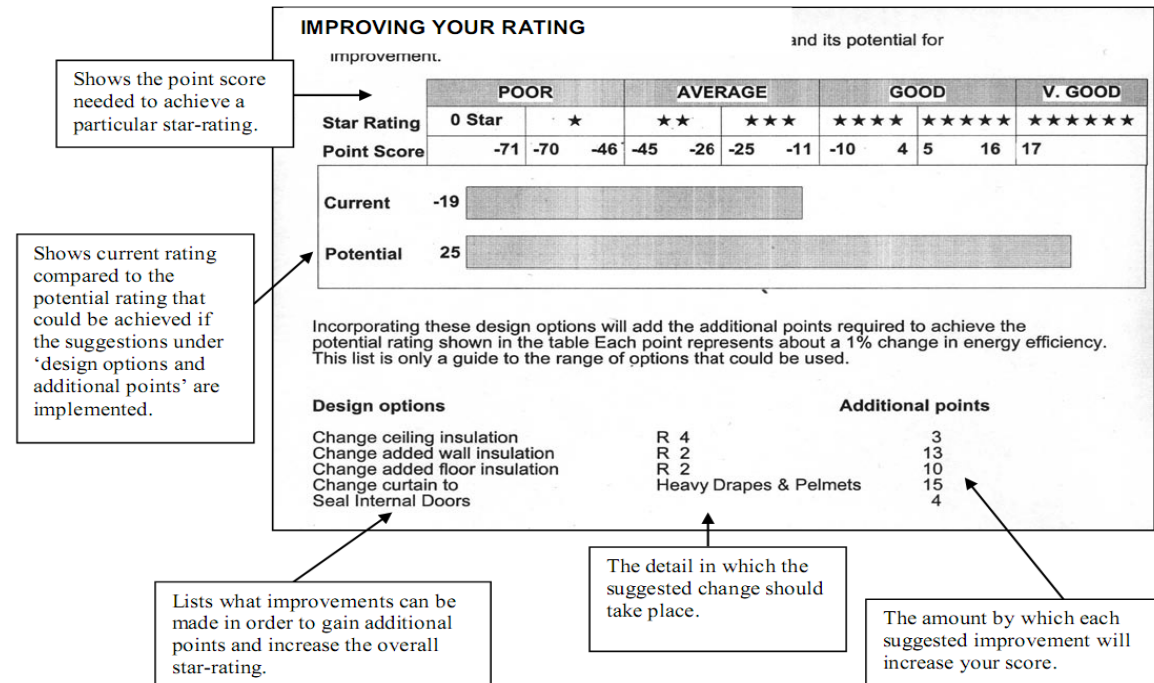 IMPROVING YOUR RATING
and its potential for
improvement.
Shows the point score
needed to achieve a
particular star-rating.
POOR AVERAGE GOOD V. GOOD
Star Rating 0 Star ★ ★★ ★★★ ★★★★ ★★★★★ ★★★★★★
Point Score -71 -70 -46 -45 -26 -25 -11 -10 4 5 16 17
Current -19
Potential 25
Shows current rating
compared to the
potential rating that
could be achieved if
the suggestions under
‘design options and
additional points’ are
implemented.
Incorporating these design options will add the additional points required to achieve the
potential rating shown in the table Each point represents about a 1% change in energy efficiency.
This list is only a guide to the range of options that could be used.
Design options Additional points
Change ceiling insulation R 4 3
Change added wall insulation R 2 13
Change added floor insulation R 2 10
Change curtain to Heavy Drapes & Pelmets 15
Seal Internal Doors 4
Lists what improvements can be
made in order to gain additional
points and increase the overall
star-rating.
The detail in which the
suggested change should
take place.
The amount by which each
suggested improvement will
increase your score.